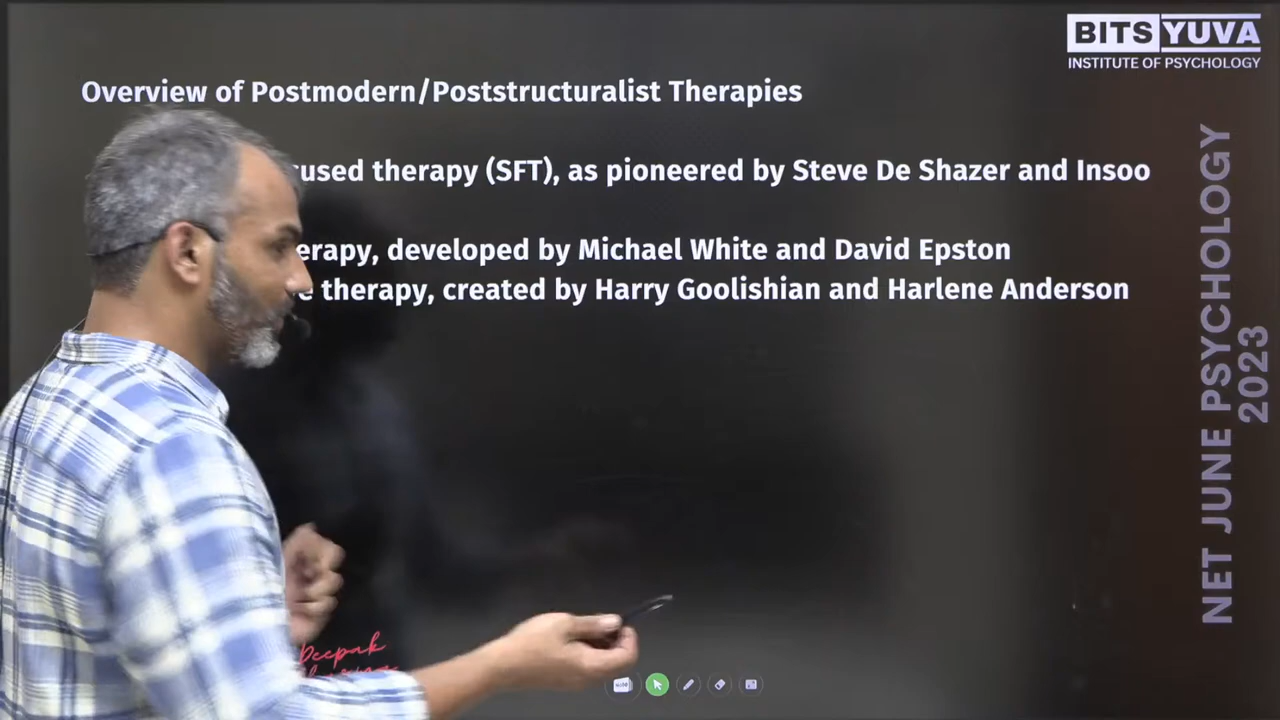 BITS YUVA
INSTITUTE OF PSYCHOLOGY
Overview of Postmodern/Poststructuralist Therapies
cused therapy (SFT), as pioneered by Steve De Shazer and Insoo
erapy, developed by Michael White and David Epston
e therapy, created by Harry Goolishian and Harlene Anderson
NET JUNE PSYCHOLOGY
2023
Deepak